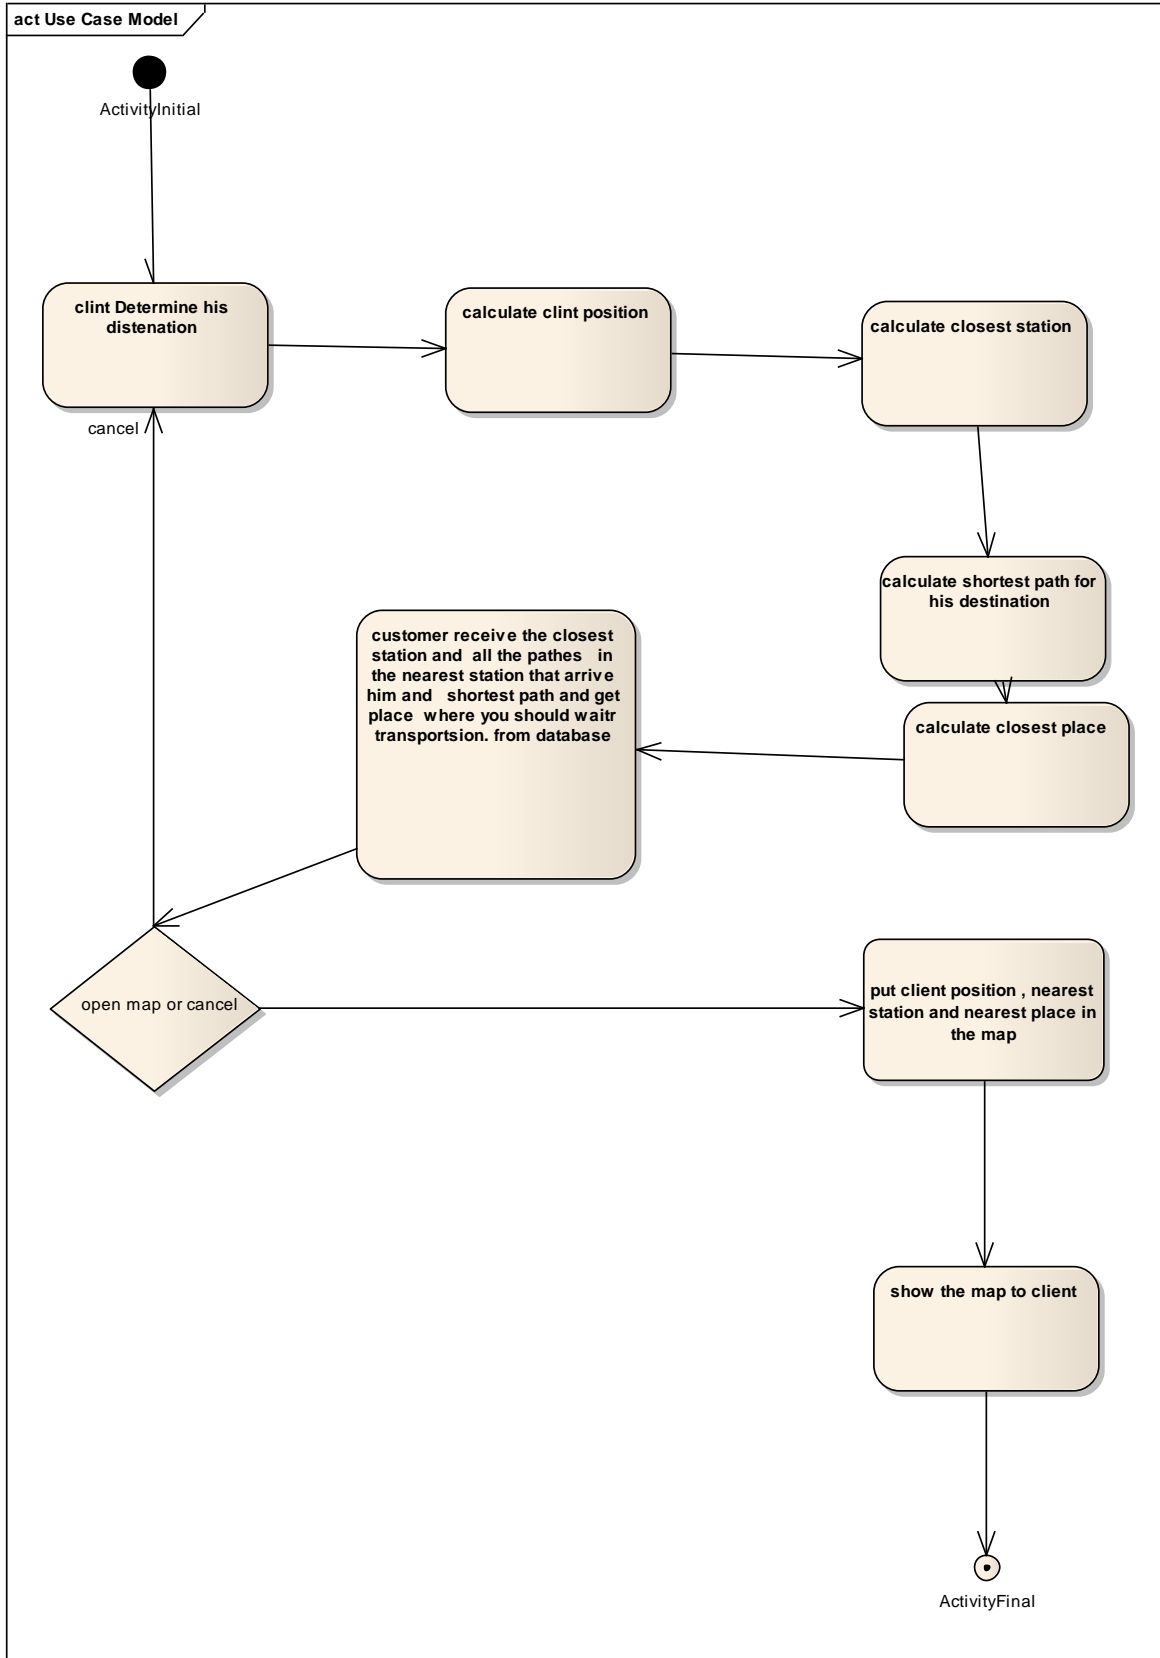 act Use Case Model
ActivityInitial
clint Determine his
distenation
calculate clint position
calculate closest station
cancel
calculate shortest path for
his destination
customer receive the closest
station and all the pathes in
the nearest station that arrive
him and shortest path and get
place where you should waitr
transportsion. from database
calculate closest place
open map or cancel
put client position , nearest
station and nearest place in
the map
show the map to client
ActivityFinal